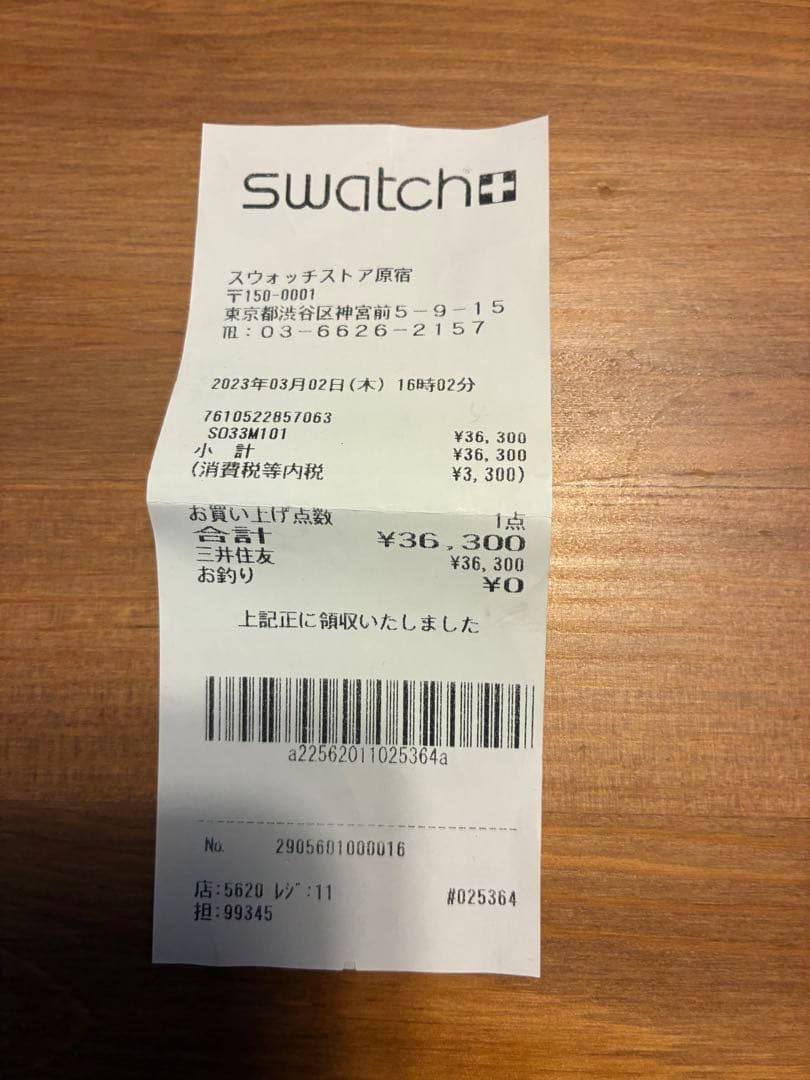 swatch
スウォッチストア原宿
〒150-0001
東京都渋谷区神宮前5-9-15
℡:03-6626-2157
2023年03月02日(木) 16時02分
7610522857063
SO33M101 ¥36,300
小 計 ¥36,300
(消費税等内税 ¥3,300)
お買い上げ点数 1点
合計 ¥36,300
三井住友 ¥36,300
お釣り ¥0
上記正に領収いたしました
a22562011025364a
No. 2905601000016
店:5620 レジ:11 #025364
担:99345